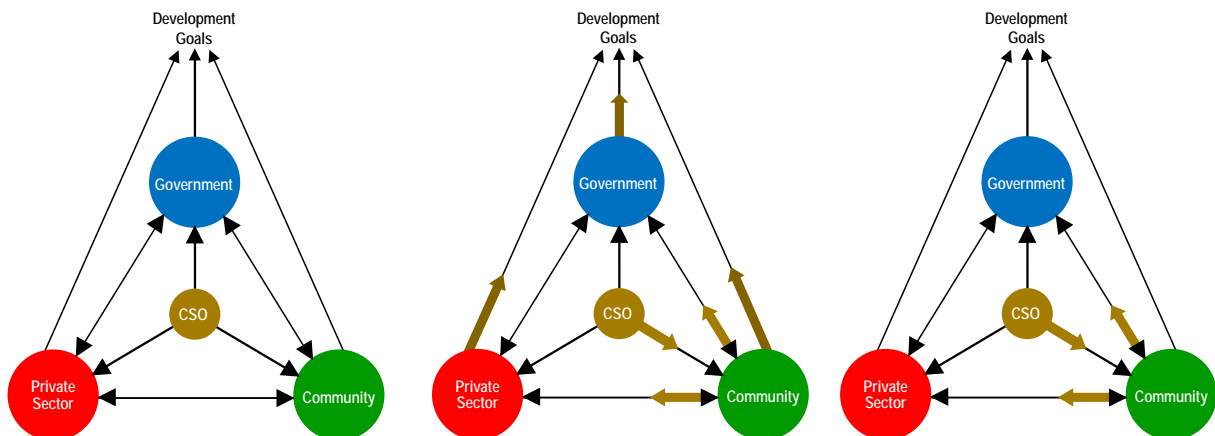 Development
Goals
Government
CSO
Private
Sector
Community
Development
Goals
Government
CSO
Private
Sector
Community
Development
Goals
Government
CSO
Private
Sector
Community